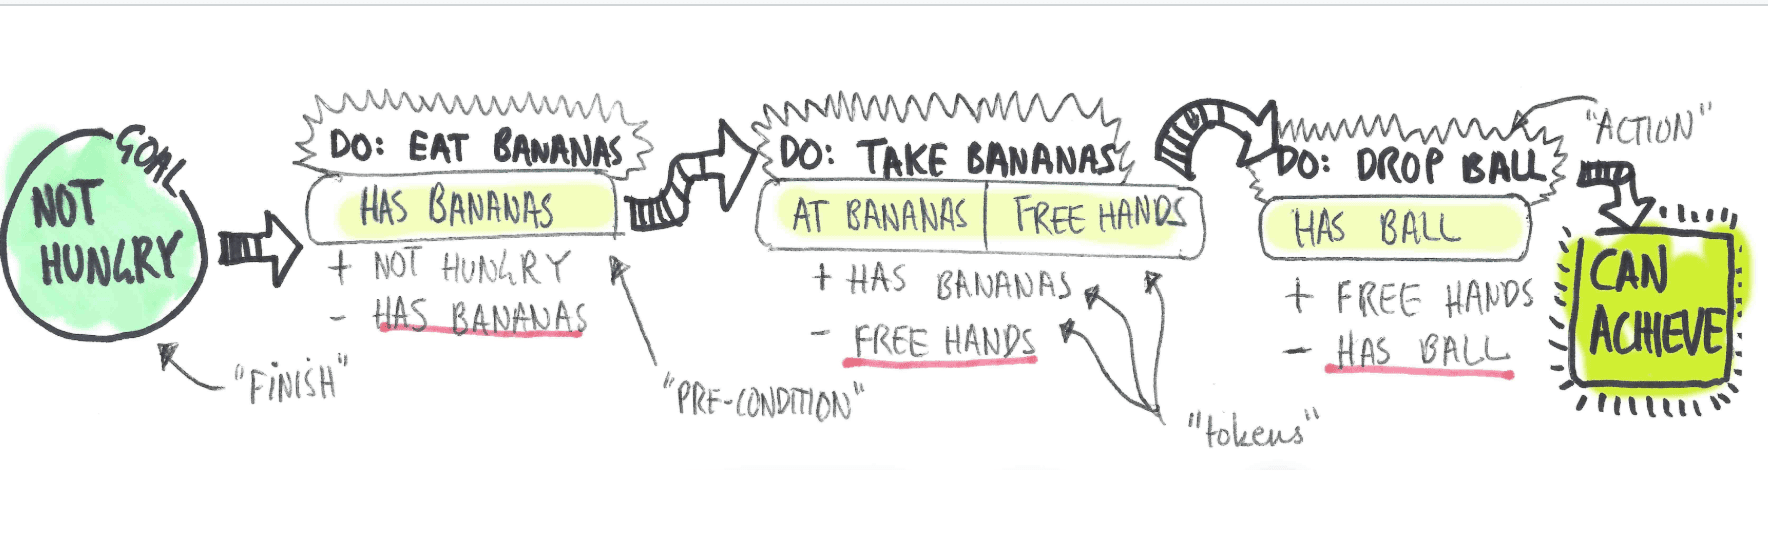 GOAL
NOT
HUNGRY
"FINISH"
DO: EAT BANANAS
HAS BANANAS
+ NOT HUNGRY
- HAS BANANAS
"PRE-CONDITION"
DO: TAKE BANANAS
AT BANANAS FREE HANDS
+ HAS BANANAS
- FREE HANDS
"tokens"
"ACTION"
DO: DROP BALL
HAS BALL
+ FREE HANDS
- HAS BALL
CAN
ACHIEVE